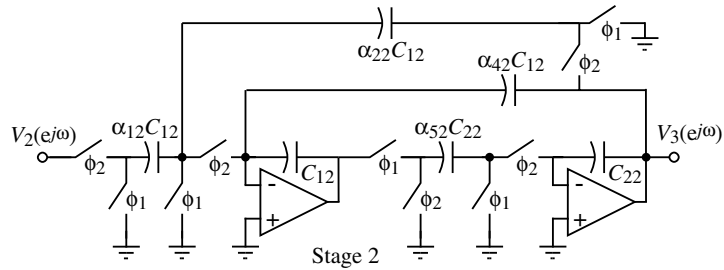 ϕ1
α22C12
α42C12
ϕ2
V2(ejω)
α12C12
α52C22
V3(ejω)
ϕ2
ϕ2
C12
ϕ1
ϕ2
C22
ϕ1
ϕ1
ϕ2
ϕ1
-
+
-
+
Stage 2